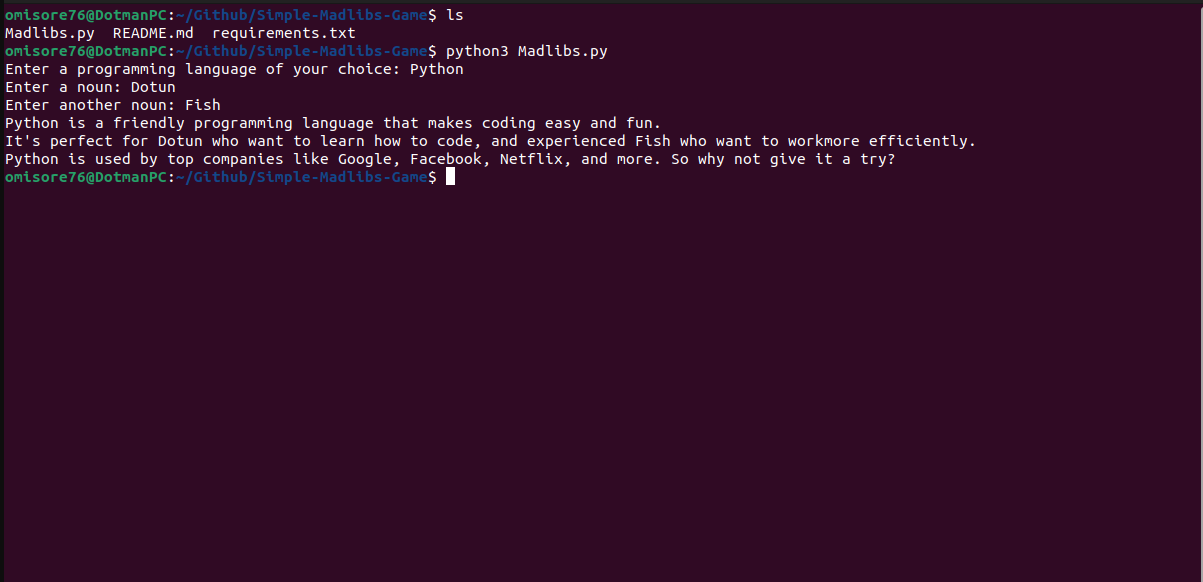 omisore76@DotmanPC:~/Github/Simple-Madlibs-Game$ ls
Madlibs.py  README.md  requirements.txt
omisore76@DotmanPC:~/Github/Simple-Madlibs-Game$ python3 Madlibs.py
Enter a programming language of your choice: Python
Enter a noun: Dotun
Enter another noun: Fish
Python is a friendly programming language that makes coding easy and fun.
It's perfect for Dotun who want to learn how to code, and experienced Fish who want to workmore efficiently.
Python is used by top companies like Google, Facebook, Netflix, and more. So why not give it a try?
omisore76@DotmanPC:~/Github/Simple-Madlibs-Game$